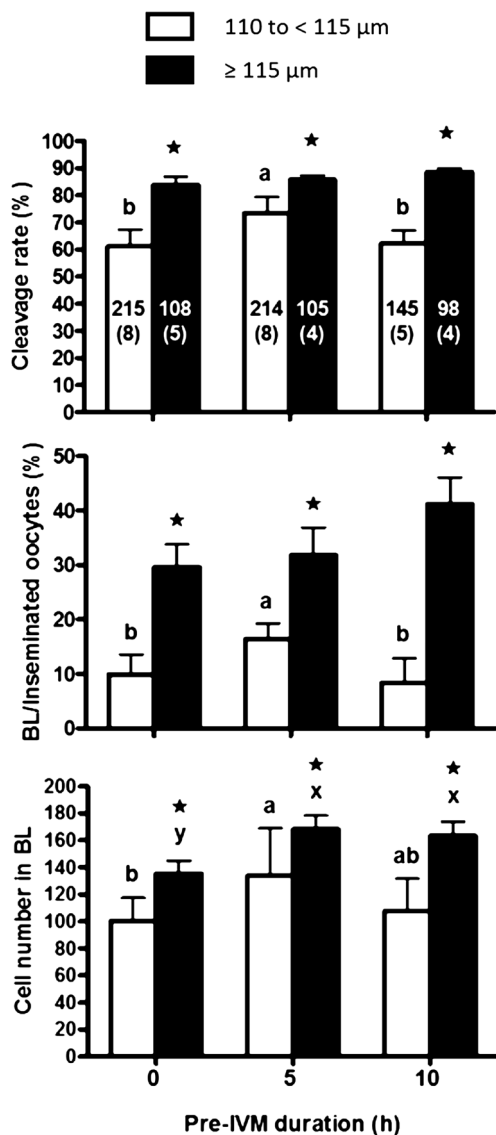 110 to < 115 μm
≥ 115 μm
Cleavage rate (%)
100
90
80
70
60
50
40
30
20
10
0
b
★
a
★
b
★
215
(8)
108
(5)
214
(8)
105
(4)
145
(5)
98
(4)
BL/Inseminated oocytes (%)
50
40
30
20
10
0
b
★
a
★
b
★
Cell number in BL
200
180
160
140
120
100
80
60
40
20
0
b
★
y
a
★
x
ab
★
x
0 5 10
Pre-IVM duration (h)